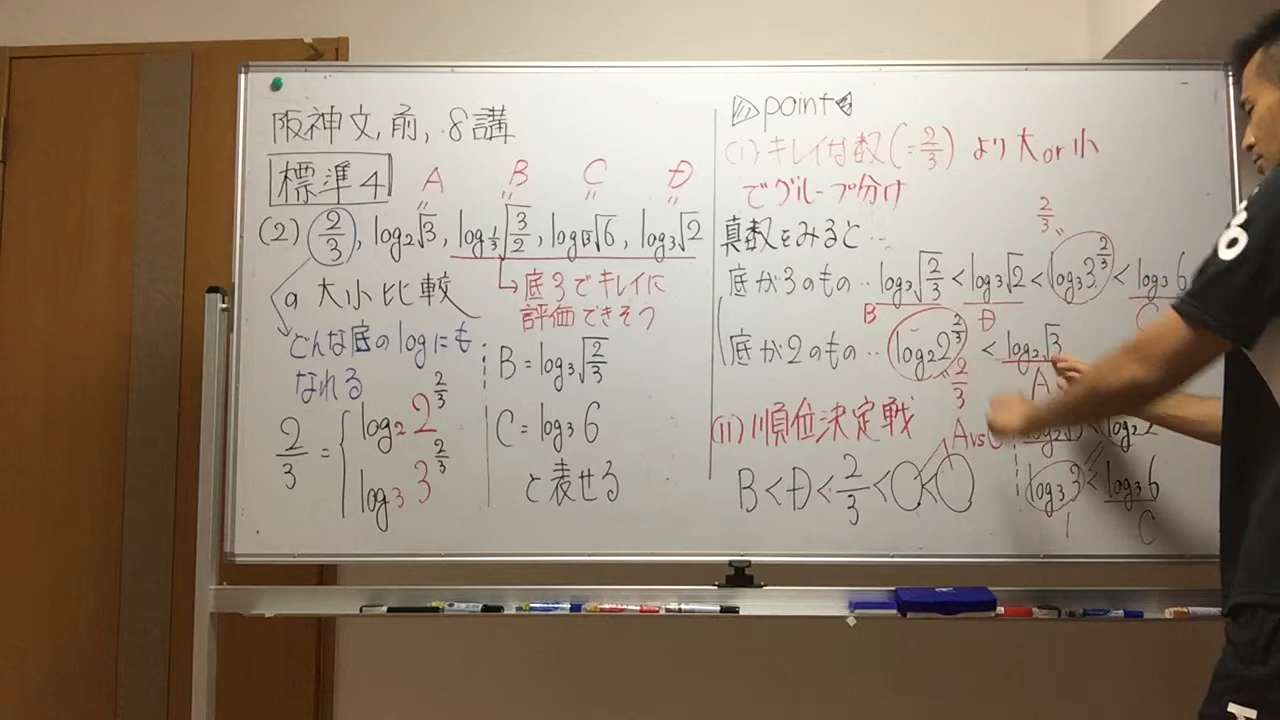 阪神文, 前, 8講
標準4
A B C D
(2) 2/3, log₂√3, log_{1/3}√(3/2), log_{√3}√6, log₃√2
の大小比較
→底3でキレイに
評価できそう
どんな底のlogにも
なれる
2/3 = { log₂2^{2/3}
log₃3^{2/3}
B = log₃√(2/3)
C = log₃6
と表せる
point
(i) キレイな数(=2/3)より大or小
でグループ分け
真数をみると…
2/3
底が3のもの‥log₃√(2/3) < log₃√2 < log₃3^{2/3} < log₃6
B D C
底が2のもの‥log₂2^{2/3} < log₂√3
2/3 A
(ii) 順位決定戦 A vs
B < D < 2/3 < ○ < ○
log₂2
log₃3 < log₃6
1 C